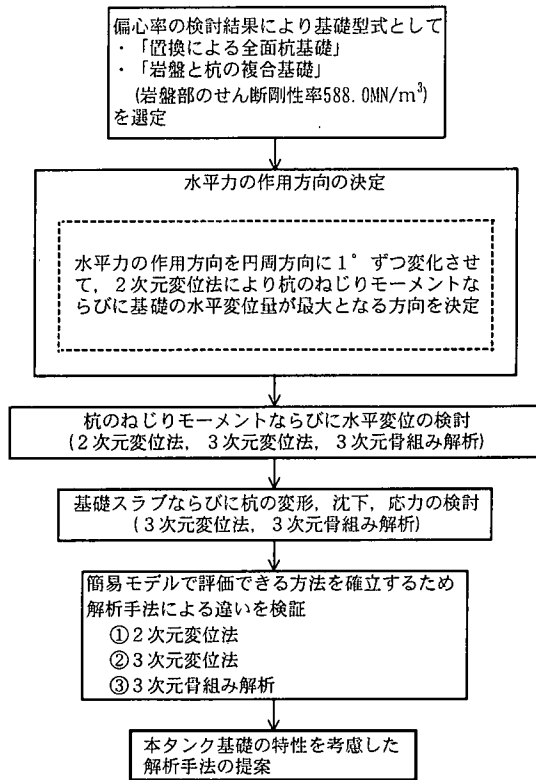 偏心率の検討結果により基礎型式として
・「置換による全面杭基礎」
・「岩盤と杭の複合基礎」
(岩盤部のせん断剛性率588.0MN/m³)
を選定
水平力の作用方向の決定
水平力の作用方向を円周方向に1°ずつ変化させ
て，2次元変位法により杭のねじりモーメントな
らびに基礎の水平変位量が最大となる方向を決定
杭のねじりモーメントならびに水平変位の検討
(2次元変位法，3次元変位法，3次元骨組み解析)
基礎スラブならびに杭の変形，沈下，応力の検討
(3次元変位法，3次元骨組み解析)
簡易モデルで評価できる方法を確立するため
解析手法による違いを検証
①2次元変位法
②3次元変位法
③3次元骨組み解析
本タンク基礎の特性を考慮した
解析手法の提案